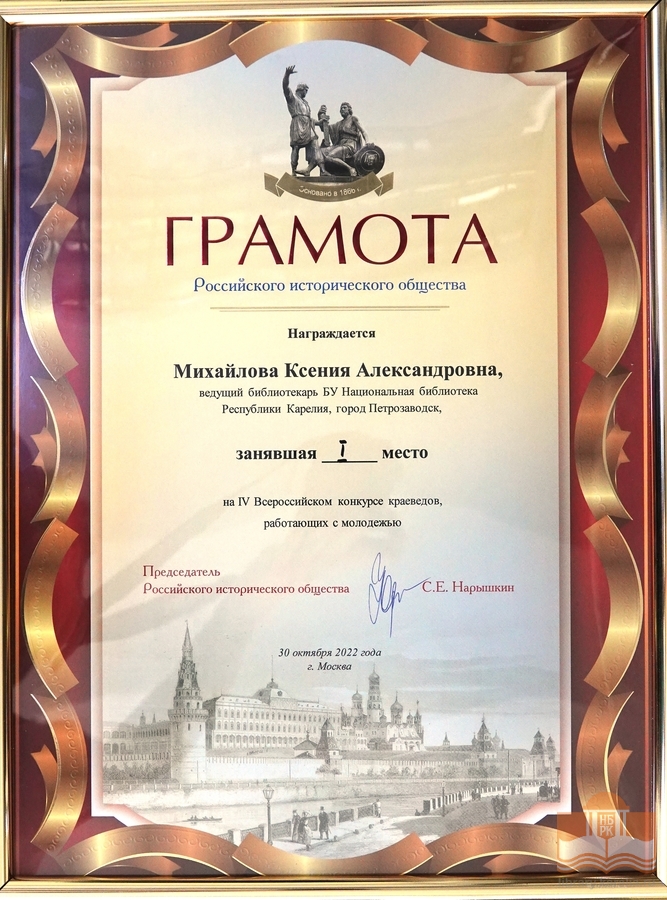 Основано в 1866 г.
ГРАМОТА
Российского исторического общества
Награждается
Михайлова Ксения Александровна,
ведущий библиотекарь БУ Национальная библиотека
Республики Карелия, город Петрозаводск,
занявшая I место
на IV Всероссийском конкурсе краеведов,
работающих с молодежью
Председатель
Российского исторического общества С.Е. Нарышкин
30 октября 2022 года
г. Москва
НБ
РК